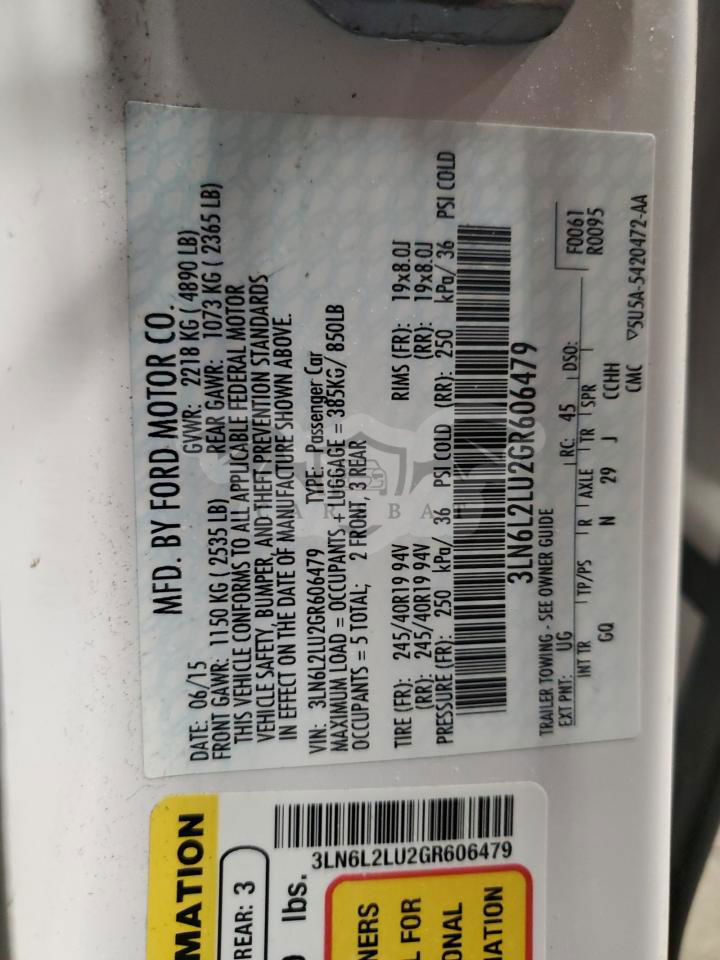 MFD. BY FORD MOTOR CO.
DATE: 06/15 GVWR: 2218 KG ( 4890 LB)
FRONT GAWR: 1150 KG ( 2535 LB) REAR GAWR: 1073 KG ( 2365 LB)
THIS VEHICLE CONFORMS TO ALL APPLICABLE FEDERAL MOTOR
VEHICLE SAFETY, BUMPER, AND THEFT PREVENTION STANDARDS
IN EFFECT ON THE DATE OF MANUFACTURE SHOWN ABOVE.
VIN: 3LN6L2LU2GR606479 TYPE: Passenger Car
MAXIMUM LOAD = OCCUPANTS + LUGGAGE = 385KG/ 850LB
OCCUPANTS = 5 TOTAL; 2 FRONT, 3 REAR
TIRE (FR): 245/40R19 94V RIMS (FR): 19x8.0J
(RR): 245/40R19 94V (RR): 19x8.0J
PRESSURE (FR): 250 kPa/ 36 PSI COLD (RR): 250 kPa/ 36 PSI COLD
3LN6L2LU2GR606479
TRAILER TOWING - SEE OWNER GUIDE F0061
EXT PNT: UG RC: 45 DSO: R0095
INT TR TP/PS R AXLE TR SPR
GQ N 29 J CCHH
CMC ▽5U5A-5420472-AA
MATION
REAR: 3
lbs.
3LN6L2LU2GR606479
NERS
L FOR
ONAL
ATION